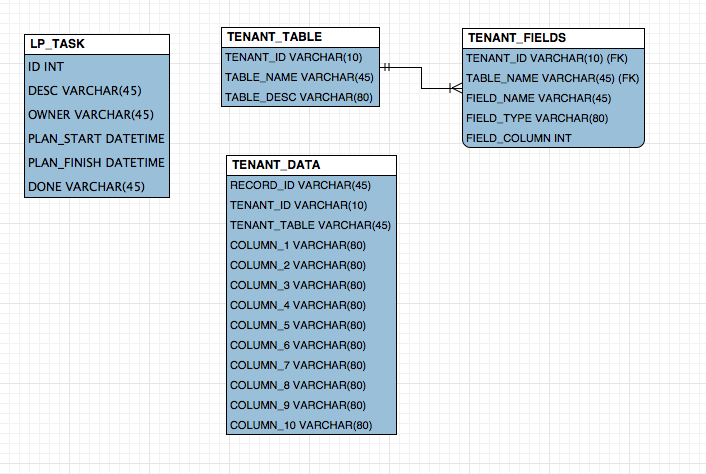 LP_TASK
ID INT
DESC VARCHAR(45)
OWNER VARCHAR(45)
PLAN_START DATETIME
PLAN_FINISH DATETIME
DONE VARCHAR(45)
TENANT_TABLE
TENANT_ID VARCHAR(10)
TABLE_NAME VARCHAR(45)
TABLE_DESC VARCHAR(80)
TENANT_FIELDS
TENANT_ID VARCHAR(10) (FK)
TABLE_NAME VARCHAR(45) (FK)
FIELD_NAME VARCHAR(45)
FIELD_TYPE VARCHAR(80)
FIELD_COLUMN INT
TENANT_DATA
RECORD_ID VARCHAR(45)
TENANT_ID VARCHAR(10)
TENANT_TABLE VARCHAR(45)
COLUMN_1 VARCHAR(80)
COLUMN_2 VARCHAR(80)
COLUMN_3 VARCHAR(80)
COLUMN_4 VARCHAR(80)
COLUMN_5 VARCHAR(80)
COLUMN_6 VARCHAR(80)
COLUMN_7 VARCHAR(80)
COLUMN_8 VARCHAR(80)
COLUMN_9 VARCHAR(80)
COLUMN_10 VARCHAR(80)